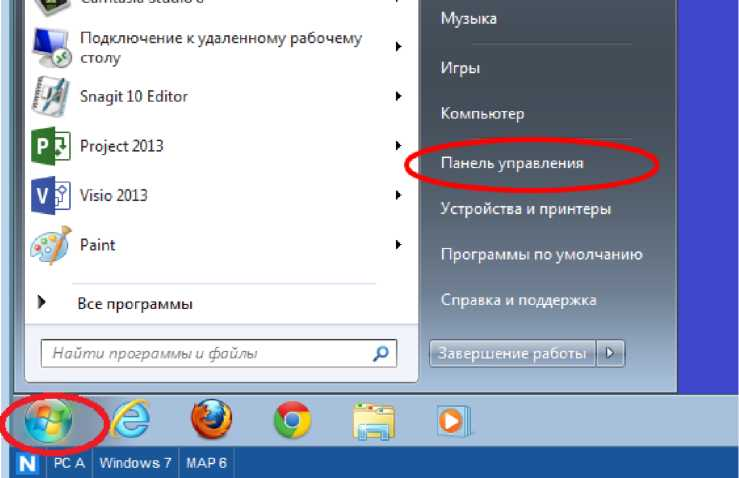 Camtasia Studio 8
Подключение к удаленному рабочему
столу
Snagit 10 Editor
Project 2013
Visio 2013
Paint
Все программы
Найти программы и файлы
Музыка
Игры
Компьютер
Панель управления
Устройства и принтеры
Программы по умолчанию
Справка и поддержка
Завершение работы
N PC A Windows 7 MAP 6